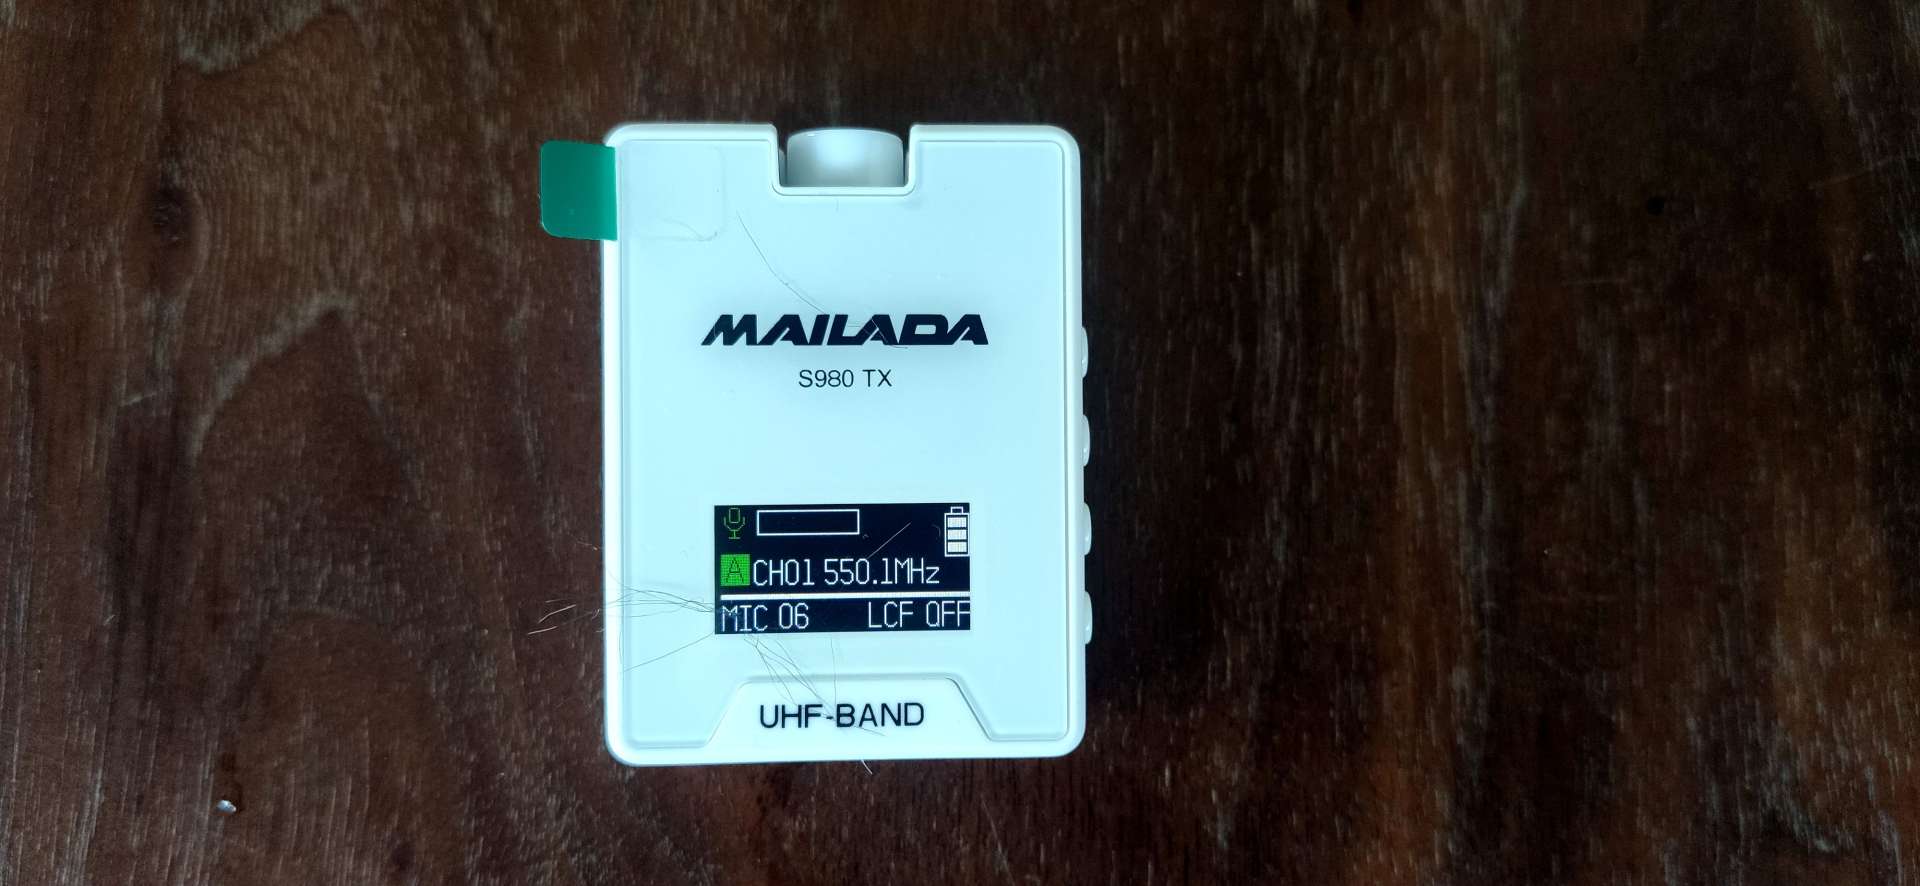 MAILADA
S980 TX
A CH01 550.1MHz
MIC 06 LCF OFF
UHF-BAND